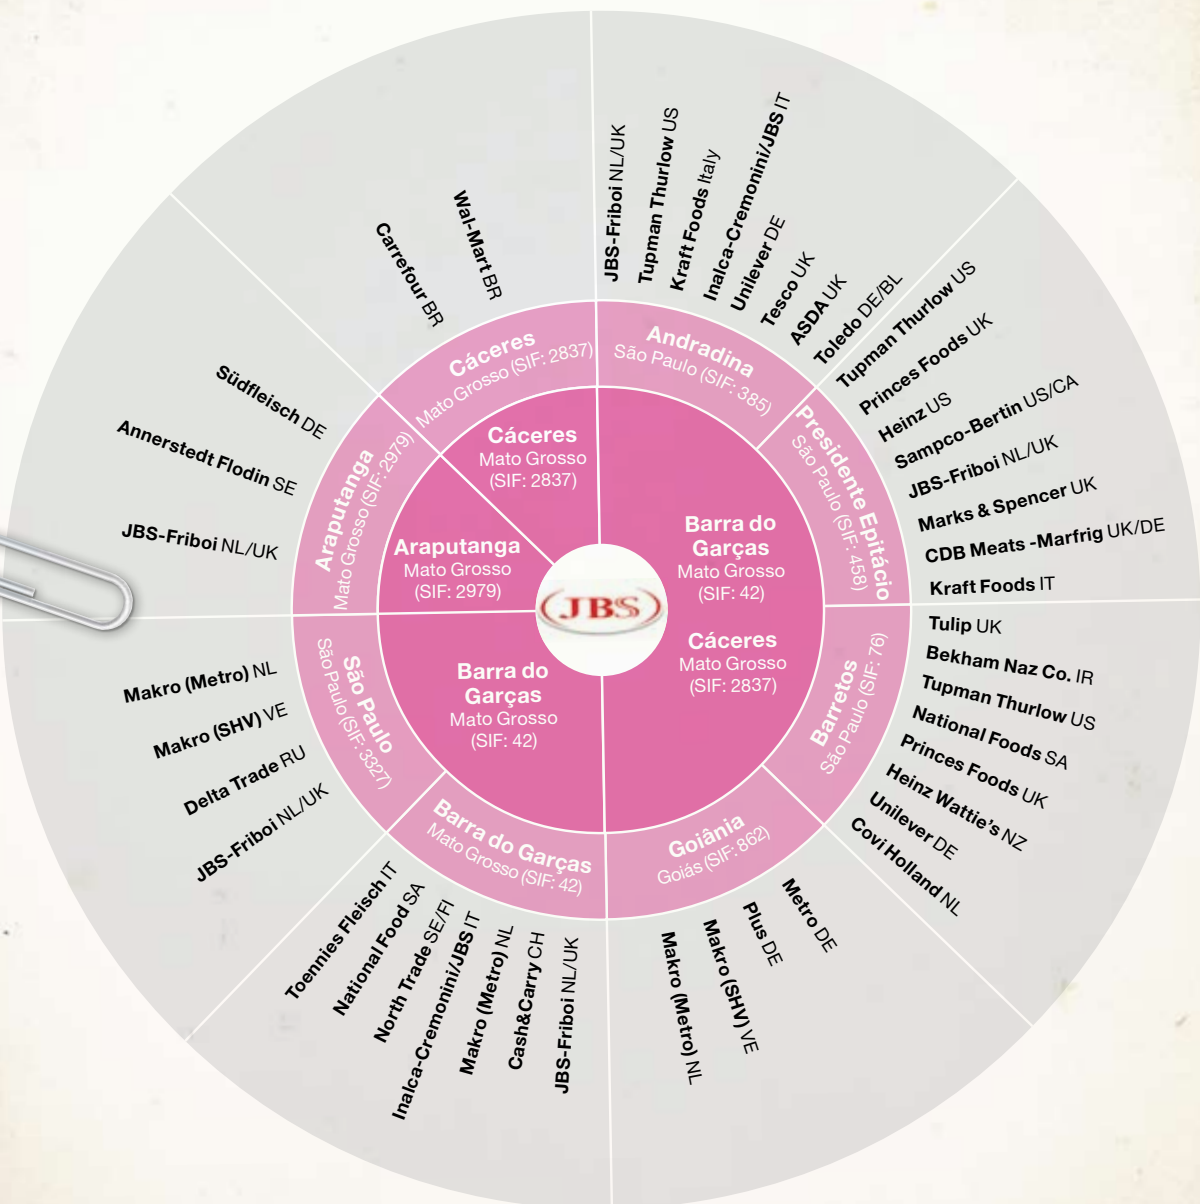 JBS
Barra do
Garças
Mato Grosso
(SIF: 42)
Cáceres
Mato Grosso
(SIF: 2837)
Barra do
Garças
Mato Grosso
(SIF: 42)
Araputanga
Mato Grosso
(SIF: 2979)
Cáceres
Mato Grosso
(SIF: 2837)
Andradina
São Paulo (SIF: 385)
JBS-Friboi NL/UK
Tupman Thurlow US
Kraft Foods Italy
Inalca-Cremonini/JBS IT
Unilever DE
Tesco UK
ASDA UK
Toledo DE/BL
Presidente Epitácio
São Paulo (SIF: 458)
Tupman Thurlow US
Princes Foods UK
Heinz US
Sampco-Bertin US/CA
JBS-Friboi NL/UK
Marks & Spencer UK
CDB Meats -Marfrig UK/DE
Kraft Foods IT
Barretos
São Paulo (SIF: 76)
Tulip UK
Bekham Naz Co. IR
Tupman Thurlow US
National Foods SA
Princes Foods UK
Heinz Wattie's NZ
Unilever DE
Covi Holland NL
Goiânia
Goiás (SIF: 862)
Metro DE
Plus DE
Makro (SHV) VE
Makro (Metro) NL
Barra do Garças
Mato Grosso (SIF: 42)
JBS-Friboi NL/UK
Cash&Carry CH
Makro (Metro) NL
Inalca-Cremonini/JBS IT
North Trade SE/FI
National Food SA
Toennies Fleisch IT
São Paulo
São Paulo (SIF: 3327)
JBS-Friboi NL/UK
Delta Trade RU
Makro (SHV) VE
Makro (Metro) NL
Araputanga
Mato Grosso (SIF: 2979)
JBS-Friboi NL/UK
Annerstedt Flodin SE
Südfleisch DE
Cáceres
Mato Grosso (SIF: 2837)
Carrefour BR
Wal-Mart BR